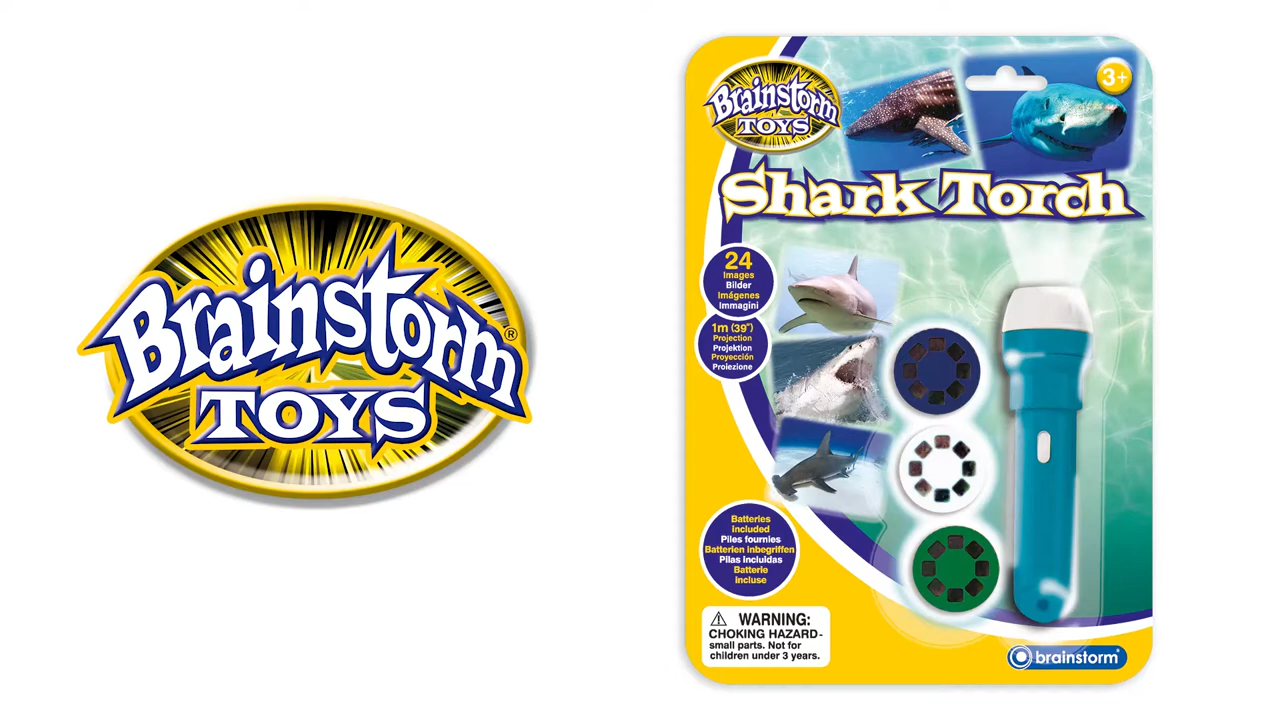 Brainstorm®
TOYS
Brainstorm
TOYS
3+
Shark Torch
24
Images
Bilder
Imágenes
Immagini
1m (39”)
Projection
Projektion
Proyección
Proiezione
Batteries
included
Piles fournies
Batterien inbegriffen
Pilas incluidas
Batterie
incluse
WARNING:
CHOKING HAZARD-
small parts. Not for
children under 3 years.
brainstorm®